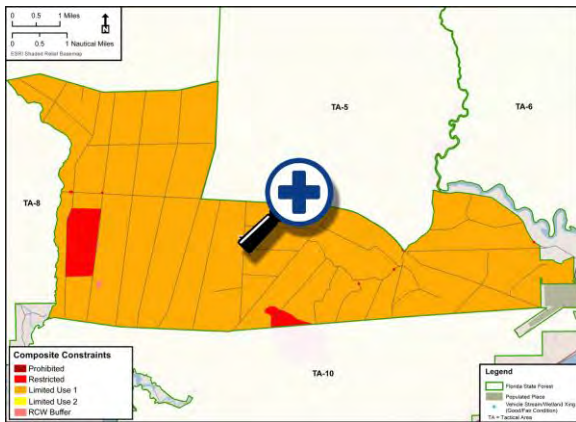 0 0.5 1 Miles
0 0.5 1 Nautical Miles
N
ESRI Shaded Relief Basemap
TA-5
TA-6
TA-8
TA-10
Composite Constraints
Prohibited
Restricted
Limited Use 1
Limited Use 2
RCW Buffer
Legend
Florida State Forest
Populated Place
Vehicle Stream/Wetland Xing
(Good/Fair Condition)
TA = Tactical Area